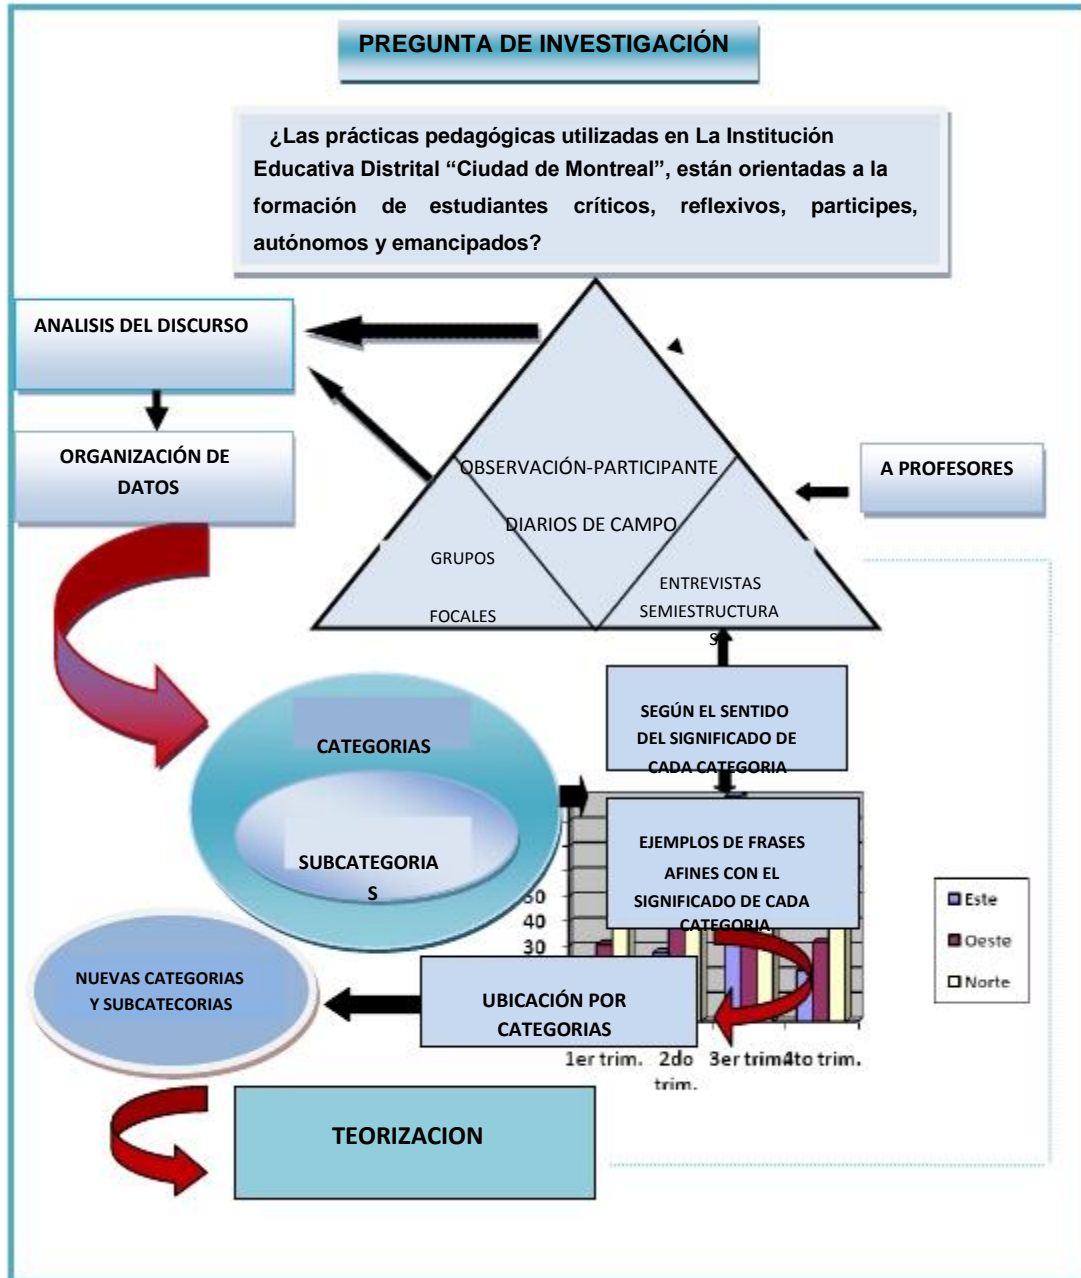 PREGUNTA DE INVESTIGACIÓN
¿Las prácticas pedagógicas utilizadas en La Institución
Educativa Distrital “Ciudad de Montreal”, están orientadas a la
formación de estudiantes críticos, reflexivos, participes,
autónomos y emancipados?
ANALISIS DEL DISCURSO
ORGANIZACIÓN DE
DATOS
OBSERVACIÓN-PARTICIPANTE
DIARIOS DE CAMPO
GRUPOS
FOCALES
ENTREVISTAS
SEMIESTRUCTURA
S
A PROFESORES
SEGÚN EL SENTIDO
DEL SIGNIFICADO DE
CADA CATEGORIA
CATEGORIAS
SUBCATEGORIA
S
EJEMPLOS DE FRASES
AFINES CON EL
SIGNIFICADO DE CADA
CATEGORIA
50
40
30
Este
Oeste
Norte
NUEVAS CATEGORIAS
Y SUBCATECORIAS
UBICACIÓN POR
CATEGORIAS
1er trim.
2do
trim.
3er trim.
4to trim.
TEORIZACION